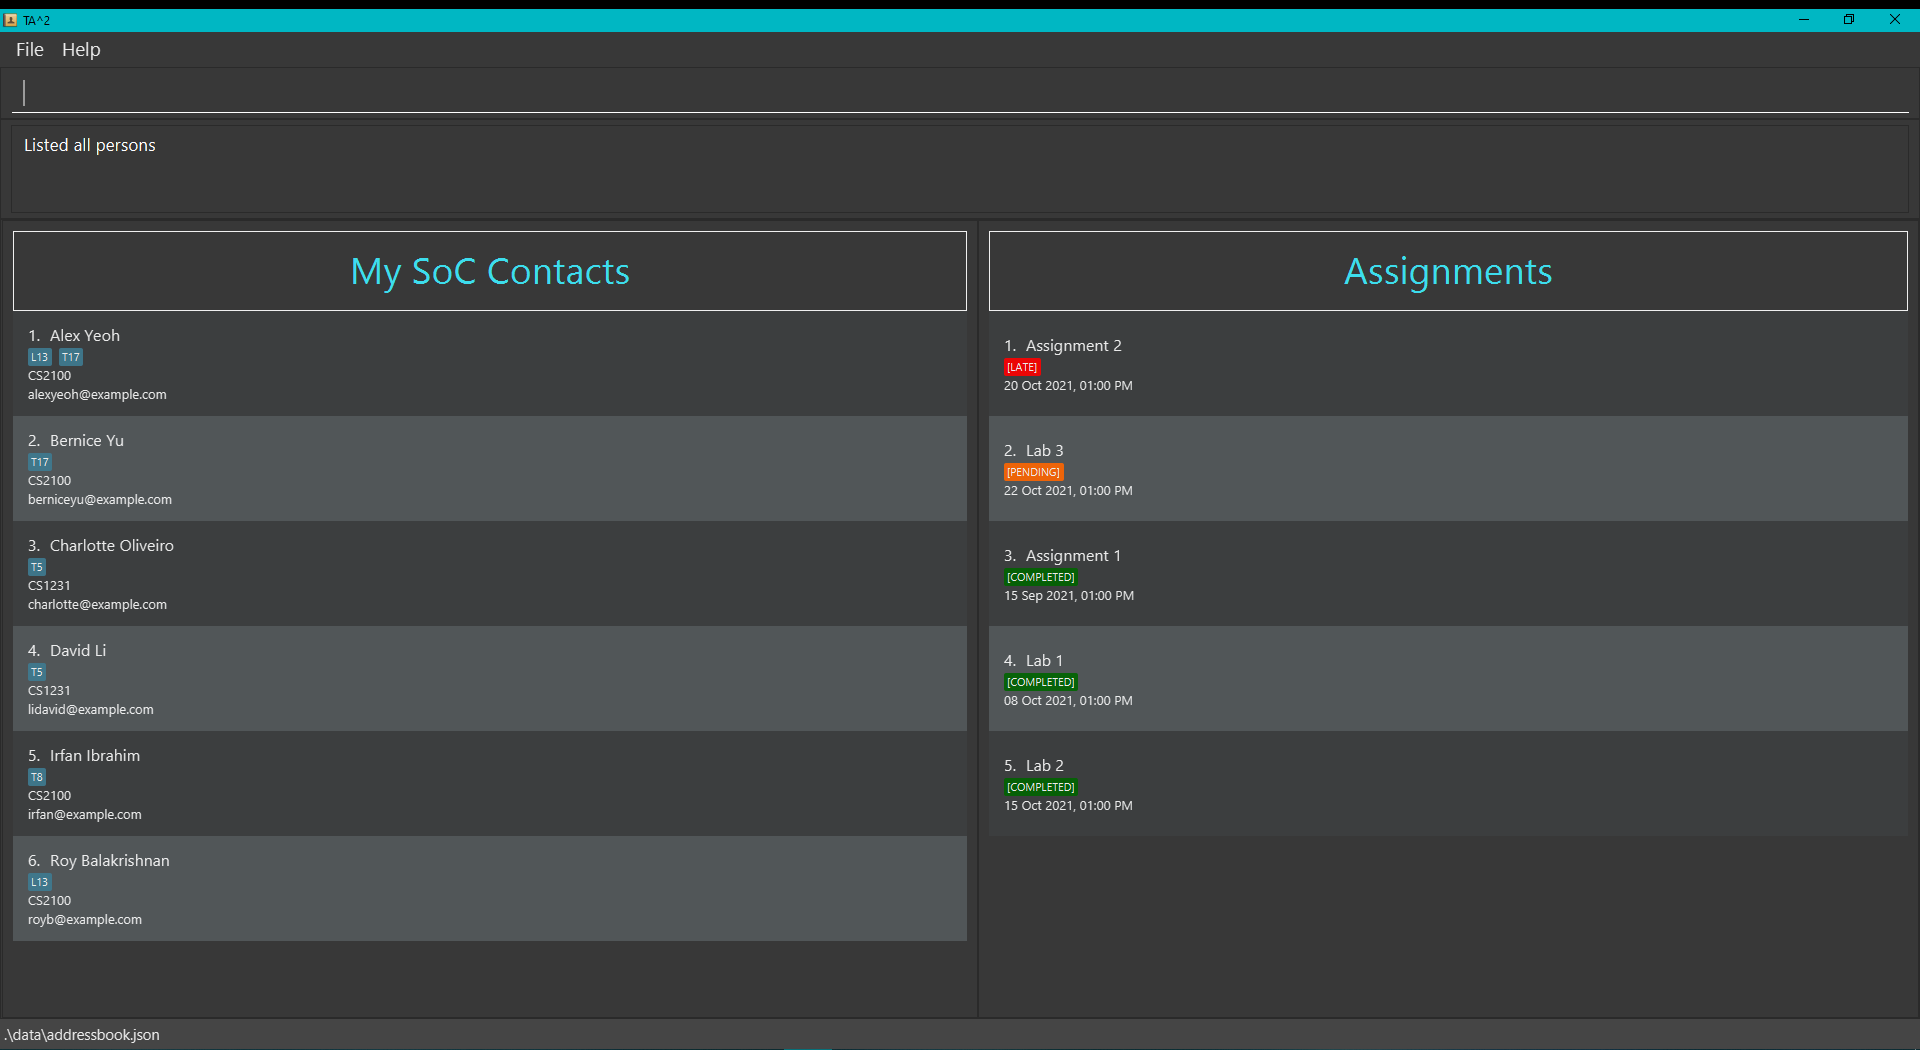 TA^2
File Help
Listed all persons
My SoC Contacts
1. Alex Yeoh
L13 T17
CS2100
alexyeoh@example.com
2. Bernice Yu
T17
CS2100
berniceyu@example.com
3. Charlotte Oliveiro
T5
CS1231
charlotte@example.com
4. David Li
T5
CS1231
lidavid@example.com
5. Irfan Ibrahim
T8
CS2100
irfan@example.com
6. Roy Balakrishnan
L13
CS2100
royb@example.com
Assignments
1. Assignment 2
[LATE]
20 Oct 2021, 01:00 PM
2. Lab 3
[PENDING]
22 Oct 2021, 01:00 PM
3. Assignment 1
[COMPLETED]
15 Sep 2021, 01:00 PM
4. Lab 1
[COMPLETED]
08 Oct 2021, 01:00 PM
5. Lab 2
[COMPLETED]
15 Oct 2021, 01:00 PM
.\data\addressbook.json